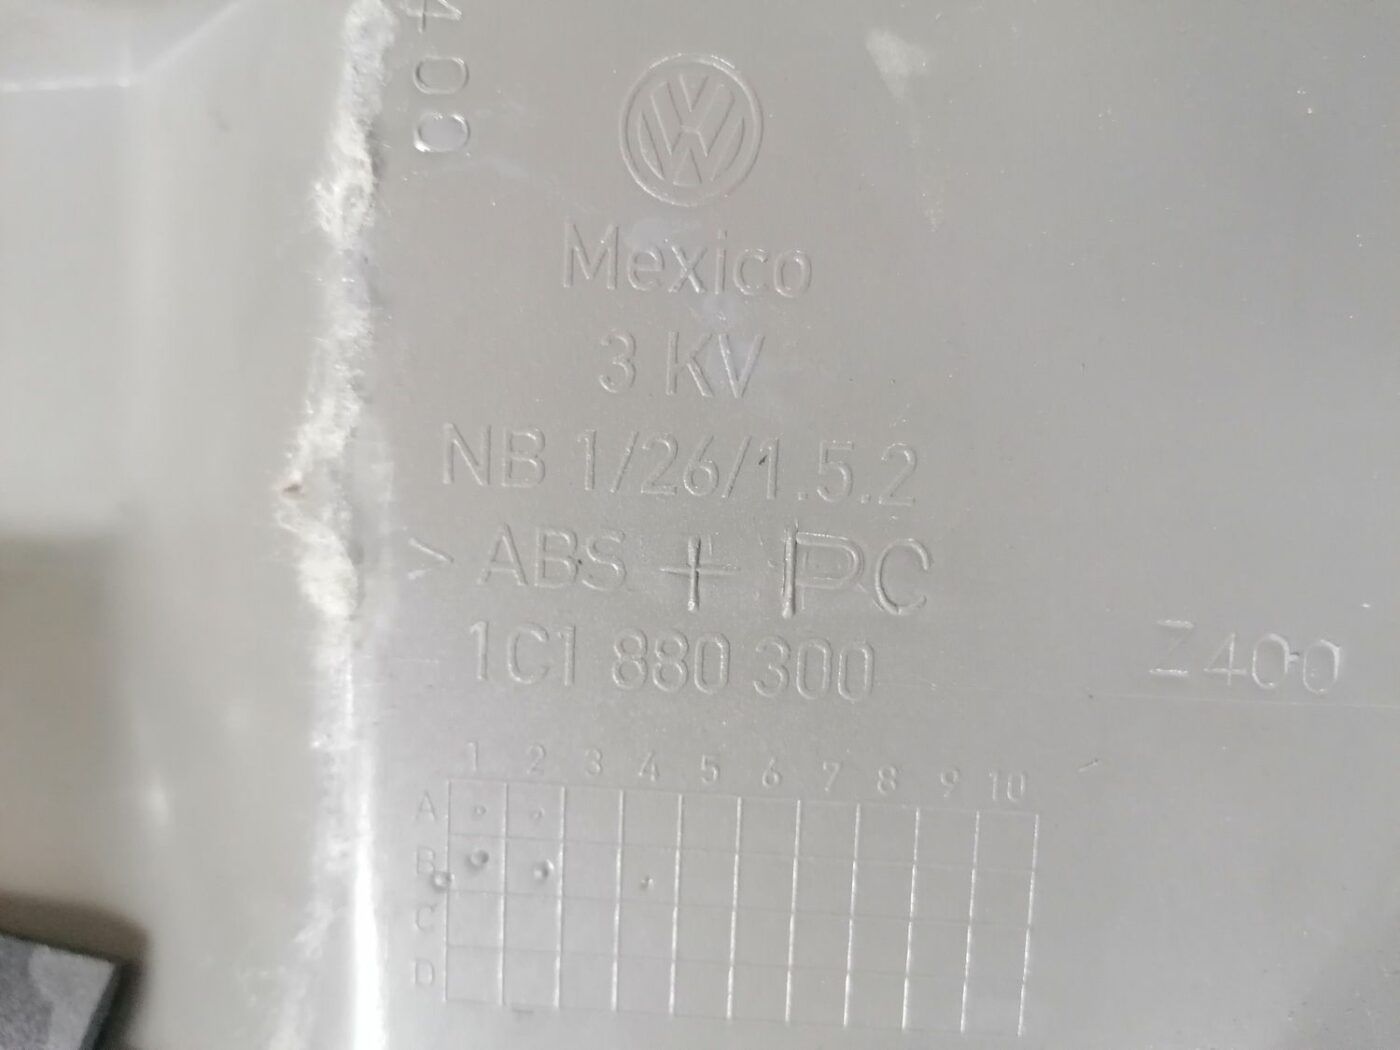 VW
Mexico
3 KV
NB 1/26/1.5.2
> ABS + PC
1C1 880 300
Z400
1 2 3 4 5 6 7 8 9 10
A
B
C
D